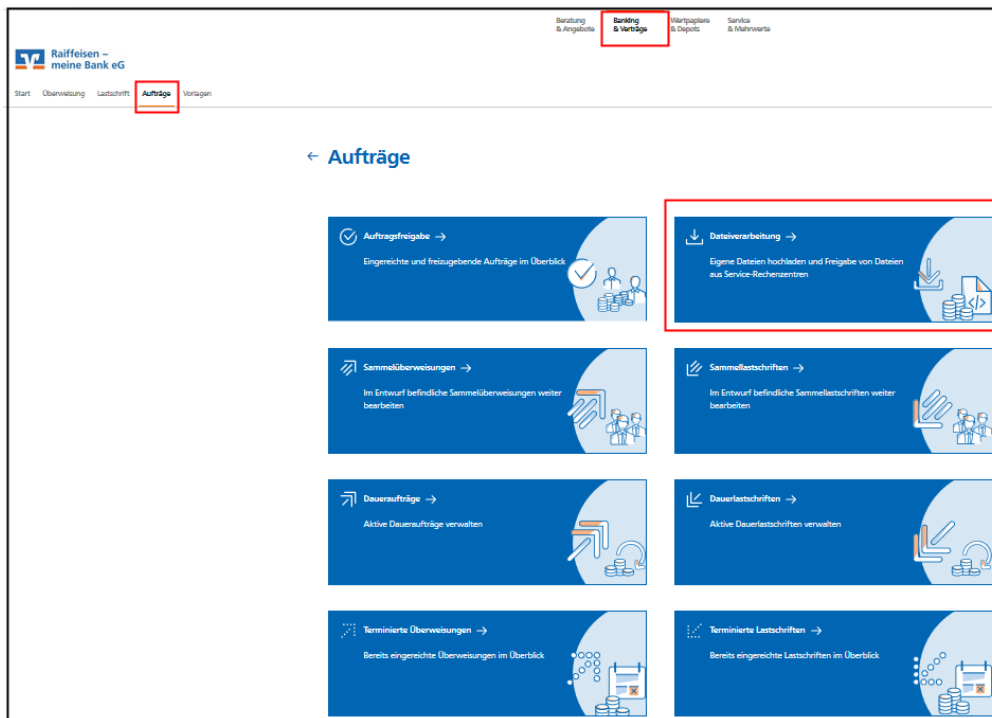 Beratung
& Angebote
Banking
& Verträge
Wertpapiere
& Depots
Service
& Mehrwerte
Raiffeisen –
meine Bank eG
Start Überweisung Lastschrift Aufträge Vorlagen
← Aufträge
Auftragsfreigabe →
Eingereichte und freizugebende Aufträge im Überblick
Dateiverarbeitung →
Eigene Dateien hochladen und Freigabe von Dateien
aus Service-Rechenzentren
Sammelüberweisungen →
Im Entwurf befindliche Sammelüberweisungen weiter
bearbeiten
Sammellastschriften →
Im Entwurf befindliche Sammellastschriften weiter
bearbeiten
Daueraufträge →
Aktive Daueraufträge verwalten
Dauerlastschriften →
Aktive Dauerlastschriften verwalten
Terminierte Überweisungen →
Bereits eingereichte Überweisungen im Überblick
Terminierte Lastschriften →
Bereits eingereichte Lastschriften im Überblick